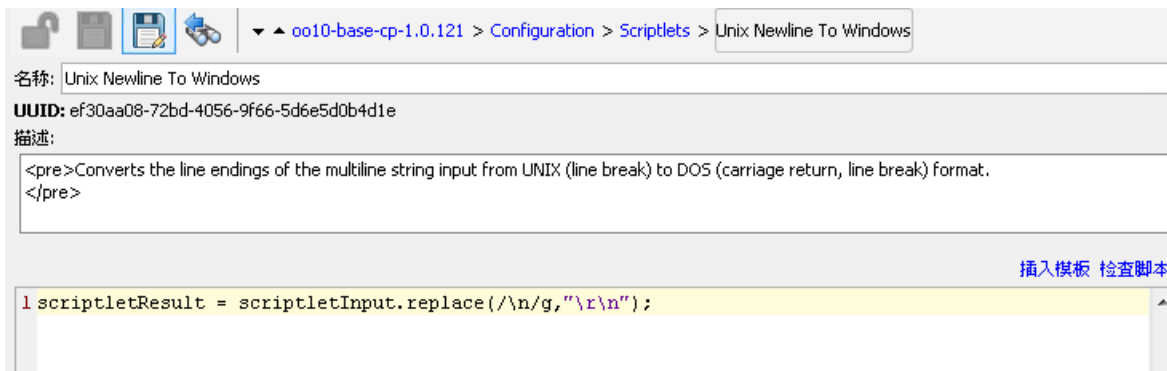 oo10-base-cp-1.0.121 > Configuration > Scriptlets > Unix Newline To Windows
名称: Unix Newline To Windows
UUID: ef30aa08-72bd-4056-9f66-5d6e5d0b4d1e
描述:
<pre>Converts the line endings of the multiline string input from UNIX (line break) to DOS (carriage return, line break) format.
</pre>
插入模板 检查脚本
1 scriptletResult = scriptletInput.replace(/\n/g,"\r\n");